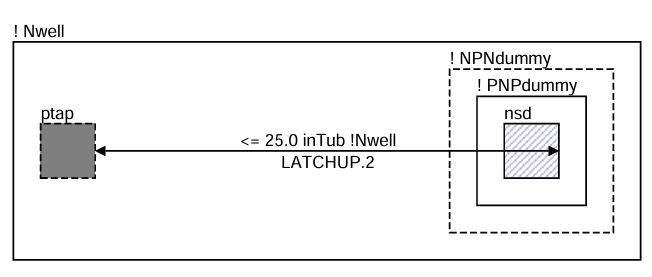 ! Nwell
! NPNdummy
! PNPdummy
ptap
nsd
<= 25.0 inTub !Nwell
LATCHUP.2